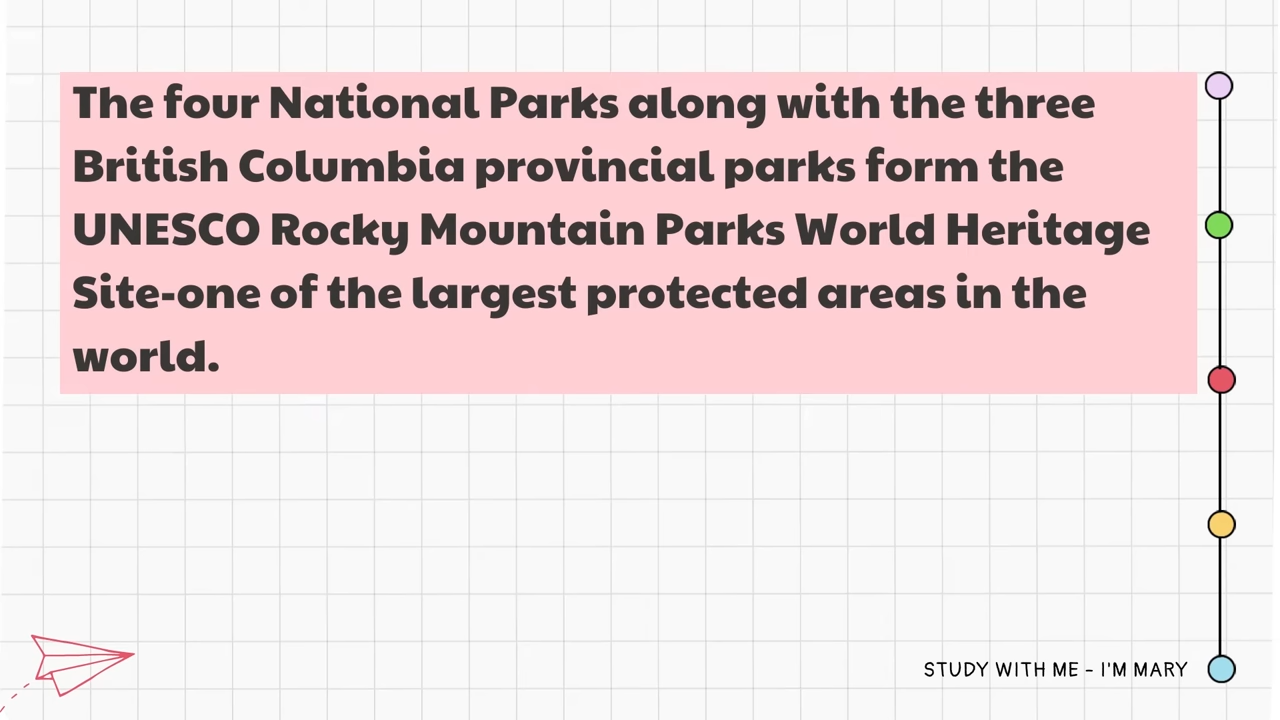 The four National Parks along with the three
British Columbia provincial parks form the
UNESCO Rocky Mountain Parks World Heritage
Site-one of the largest protected areas in the
world.
STUDY WITH ME - I'M MARY